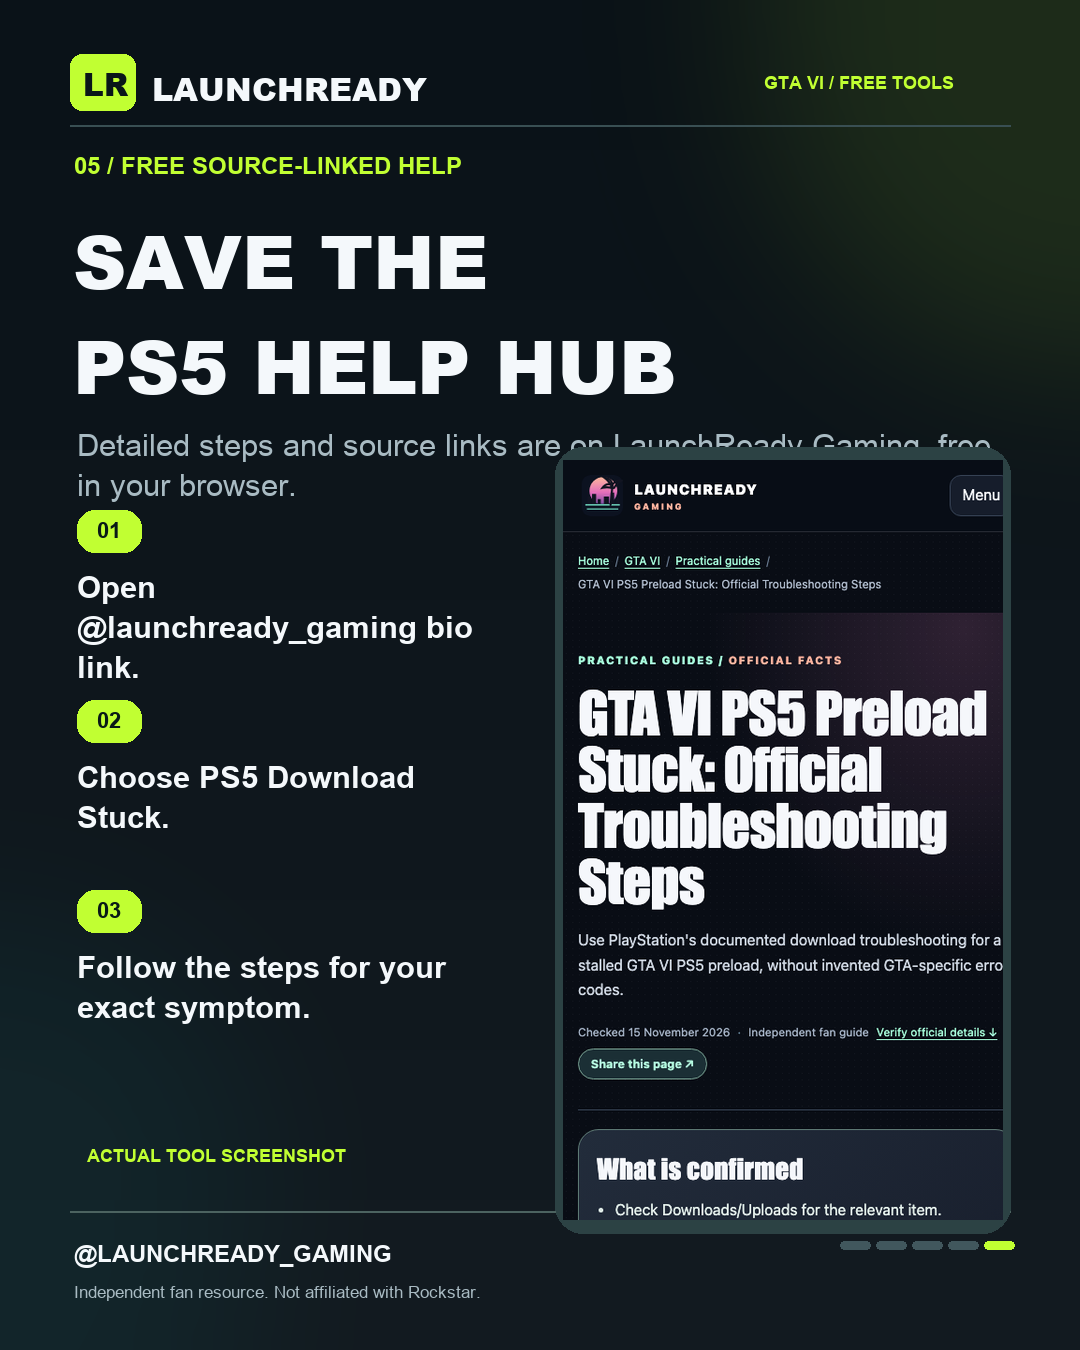 LR LAUNCHREADY
GTA VI / FREE TOOLS
05 / FREE SOURCE-LINKED HELP
SAVE THE
PS5 HELP HUB
Detailed steps and source links are on LaunchReady Gaming, free
in your browser.
01
Open
@launchready_gaming bio
link.
02
Choose PS5 Download
Stuck.
03
Follow the steps for your
exact symptom.
ACTUAL TOOL SCREENSHOT
LAUNCHREADY
GAMING
Menu
Home / GTA VI / Practical guides /
GTA VI PS5 Preload Stuck: Official Troubleshooting Steps
PRACTICAL GUIDES / OFFICIAL FACTS
GTA VI PS5 Preload
Stuck: Official
Troubleshooting
Steps
Use PlayStation's documented download troubleshooting for a
stalled GTA VI PS5 preload, without invented GTA-specific erro
codes.
Checked 15 November 2026 · Independent fan guide Verify official details ↓
Share this page ↗
What is confirmed
• Check Downloads/Uploads for the relevant item.
@LAUNCHREADY_GAMING
Independent fan resource. Not affiliated with Rockstar.